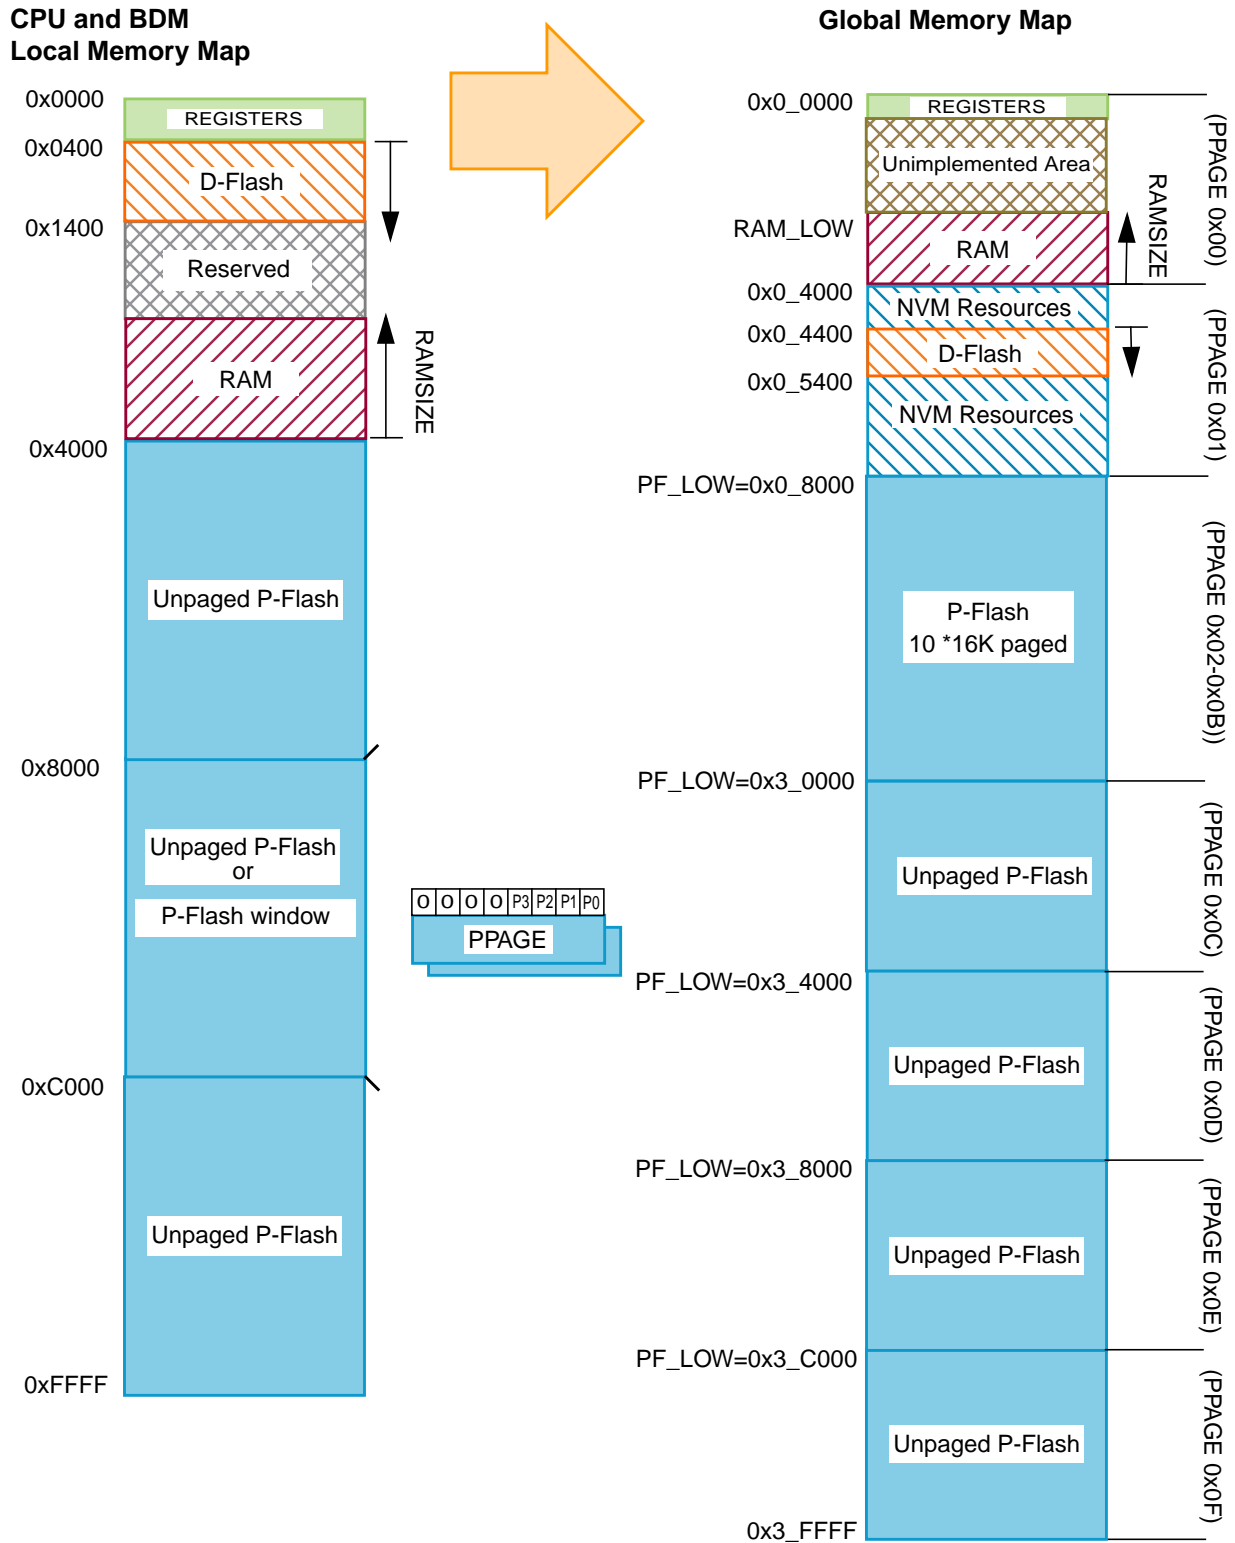 CPU and BDM
Local Memory Map
0x0000
REGISTERS
0x0400
D-Flash
0x1400
Reserved
RAM
RAMSIZE
0x4000
Unpaged P-Flash
0x8000
Unpaged P-Flash
or
P-Flash window
0xC000
Unpaged P-Flash
0xFFFF
0 0 0 0 P3 P2 P1 P0
PPAGE
Global Memory Map
0x0_0000
REGISTERS
Unimplemented Area
RAM_LOW
RAM
RAMSIZE
(PPAGE 0x00)
0x0_4000
NVM Resources
0x0_4400
D-Flash
0x0_5400
NVM Resources
(PPAGE 0x01)
PF_LOW=0x0_8000
P-Flash
10 *16K paged
(PPAGE 0x02-0x0B))
PF_LOW=0x3_0000
Unpaged P-Flash
(PPAGE 0x0C)
PF_LOW=0x3_4000
Unpaged P-Flash
(PPAGE 0x0D)
PF_LOW=0x3_8000
Unpaged P-Flash
(PPAGE 0x0E)
PF_LOW=0x3_C000
Unpaged P-Flash
(PPAGE 0x0F)
0x3_FFFF